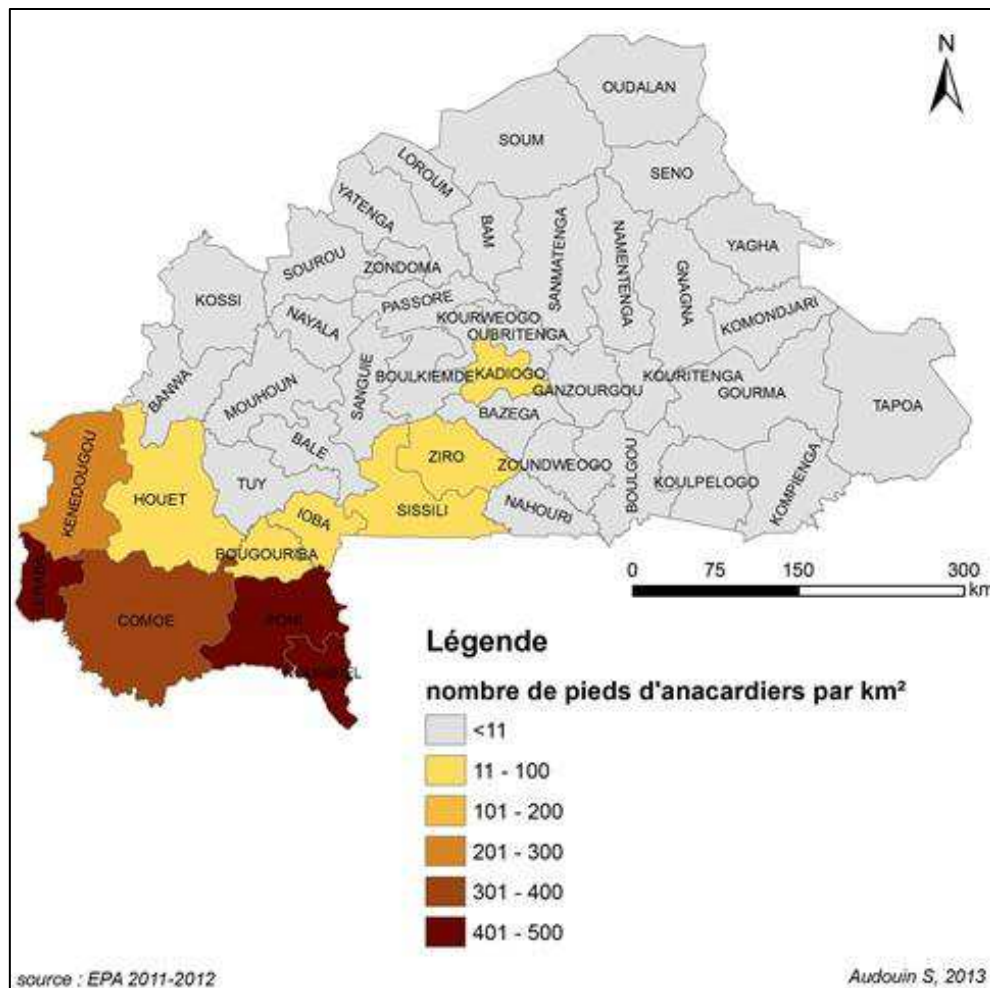 N
OUDALAN
SOUM
SENO
LOROUM
YATENGA
BAM
SANMATENGA
NAMENTENGA
YAGHA
GNAGNA
SOUROU
ZONDOMA
KOSSI
PASSORE
KOMONDJARI
NAYALA
KOURWEOGO
OUBRITENGA
BANWA
MOUHOUN
SANGUIE
BOULKIEMDE
KADIOGO
GANZOURGOU
KOURITENGA
GOURMA
TAPOA
BAZEGA
BALE
ZIRO
ZOUNDWEOGO
BOULGOU
KOULPELOGO
KOMPIENGA
KENEDOUGOU
HOUET
TUY
IOBA
SISSILI
NAHOURI
BOUGOURIBA
COMOE
0 75 150 300
km
Légende
nombre de pieds d'anacardiers par km²
<11
11 - 100
101 - 200
201 - 300
301 - 400
401 - 500
source : EPA 2011-2012
Audouin S, 2013